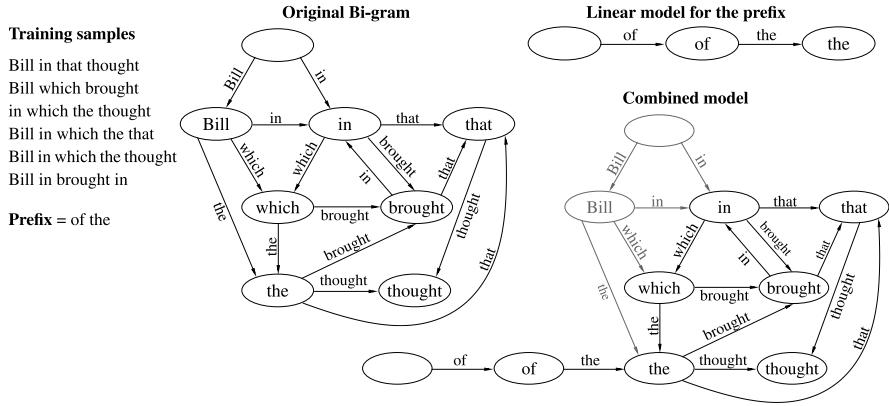 Training samples
Bill in that thought
Bill which brought
in which the thought
Bill in which the that
Bill in which the thought
Bill in brought in
Prefix = of the
Original Bi-gram
Bill
in
Bill
in
in
that
that
which
which
brought
in
that
the
which
brought
brought
thought
the
brought
that
the
thought
thought
Linear model for the prefix
of
of
the
the
Combined model
Bill
in
Bill
in
in
that
that
which
which
brought
in
that
the
which
brought
brought
thought
the
brought
that
of
of
the
the
thought
thought